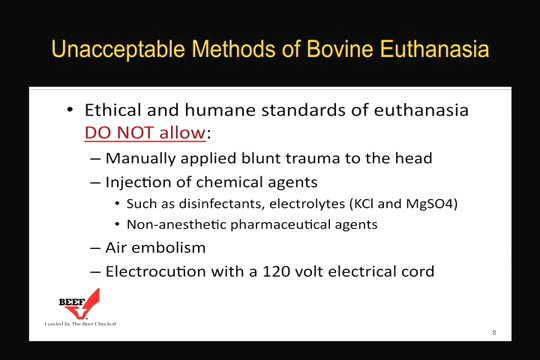 Unacceptable Methods of Bovine Euthanasia
• Ethical and humane standards of euthanasia
DO NOT allow:
– Manually applied blunt trauma to the head
– Injection of chemical agents
• Such as disinfectants, electrolytes (KCl and MgSO4)
• Non-anesthetic pharmaceutical agents
– Air embolism
– Electrocution with a 120 volt electrical cord
BEEF
Funded by The Beef Checkoff
8